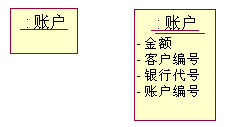 : 账户
: 账户
- 金额
- 客户编号
- 银行代号
- 账户编号